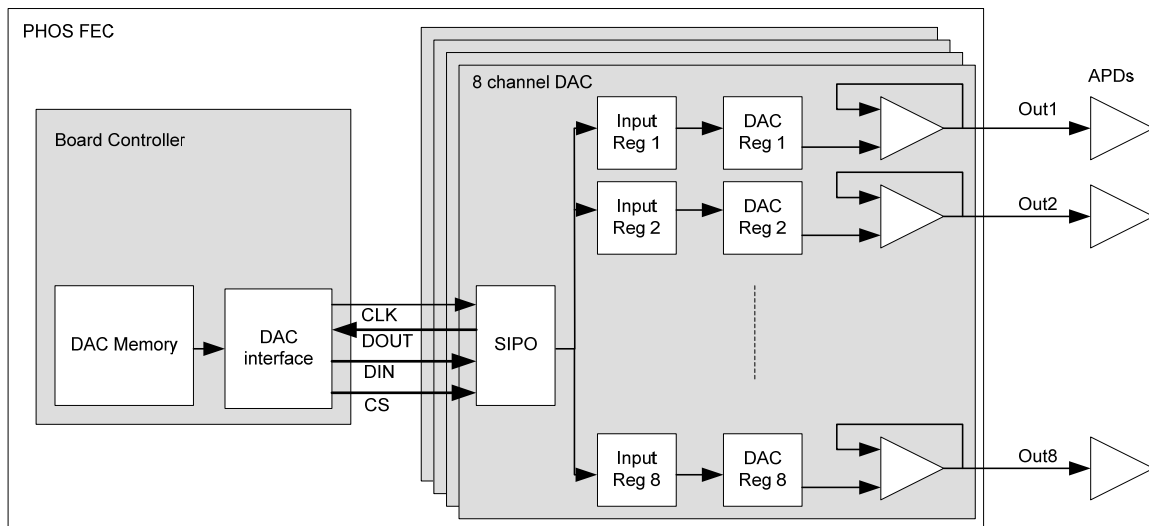 PHOS FEC
8 channel DAC
APDs
Board Controller
Input
Reg 1
DAC
Reg 1
Out1
Input
Reg 2
DAC
Reg 2
Out2
DAC Memory
DAC
interface
CLK
DOUT
DIN
CS
SIPO
Input
Reg 8
DAC
Reg 8
Out8